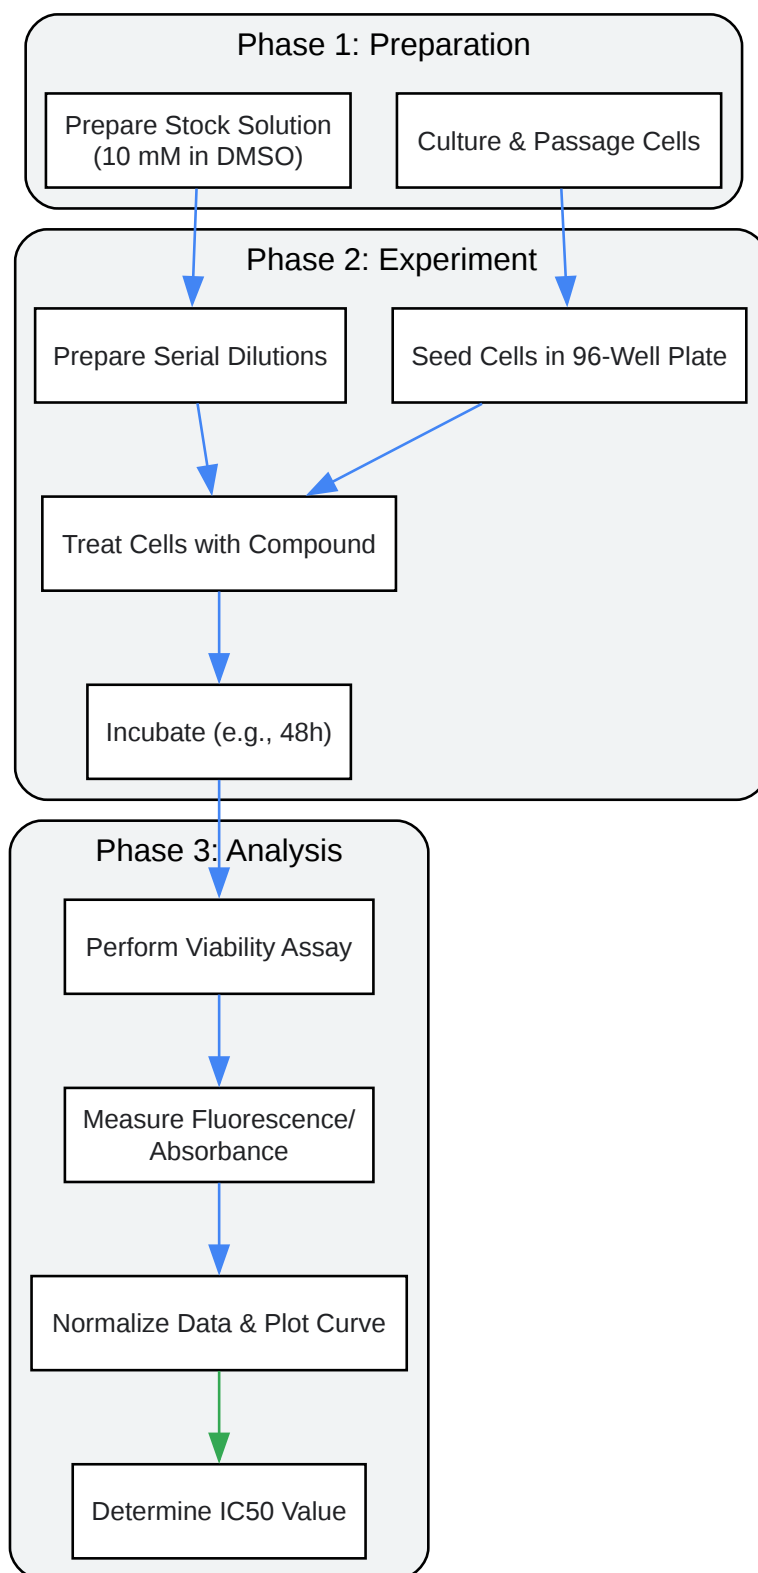 Phase 1: Preparation
Prepare Stock Solution
(10 mM in DMSO)
Culture & Passage Cells
Phase 2: Experiment
Prepare Serial Dilutions
Seed Cells in 96-Well Plate
Treat Cells with Compound
Incubate (e.g., 48h)
Phase 3: Analysis
Perform Viability Assay
Measure Fluorescence/
Absorbance
Normalize Data & Plot Curve
Determine IC50 Value